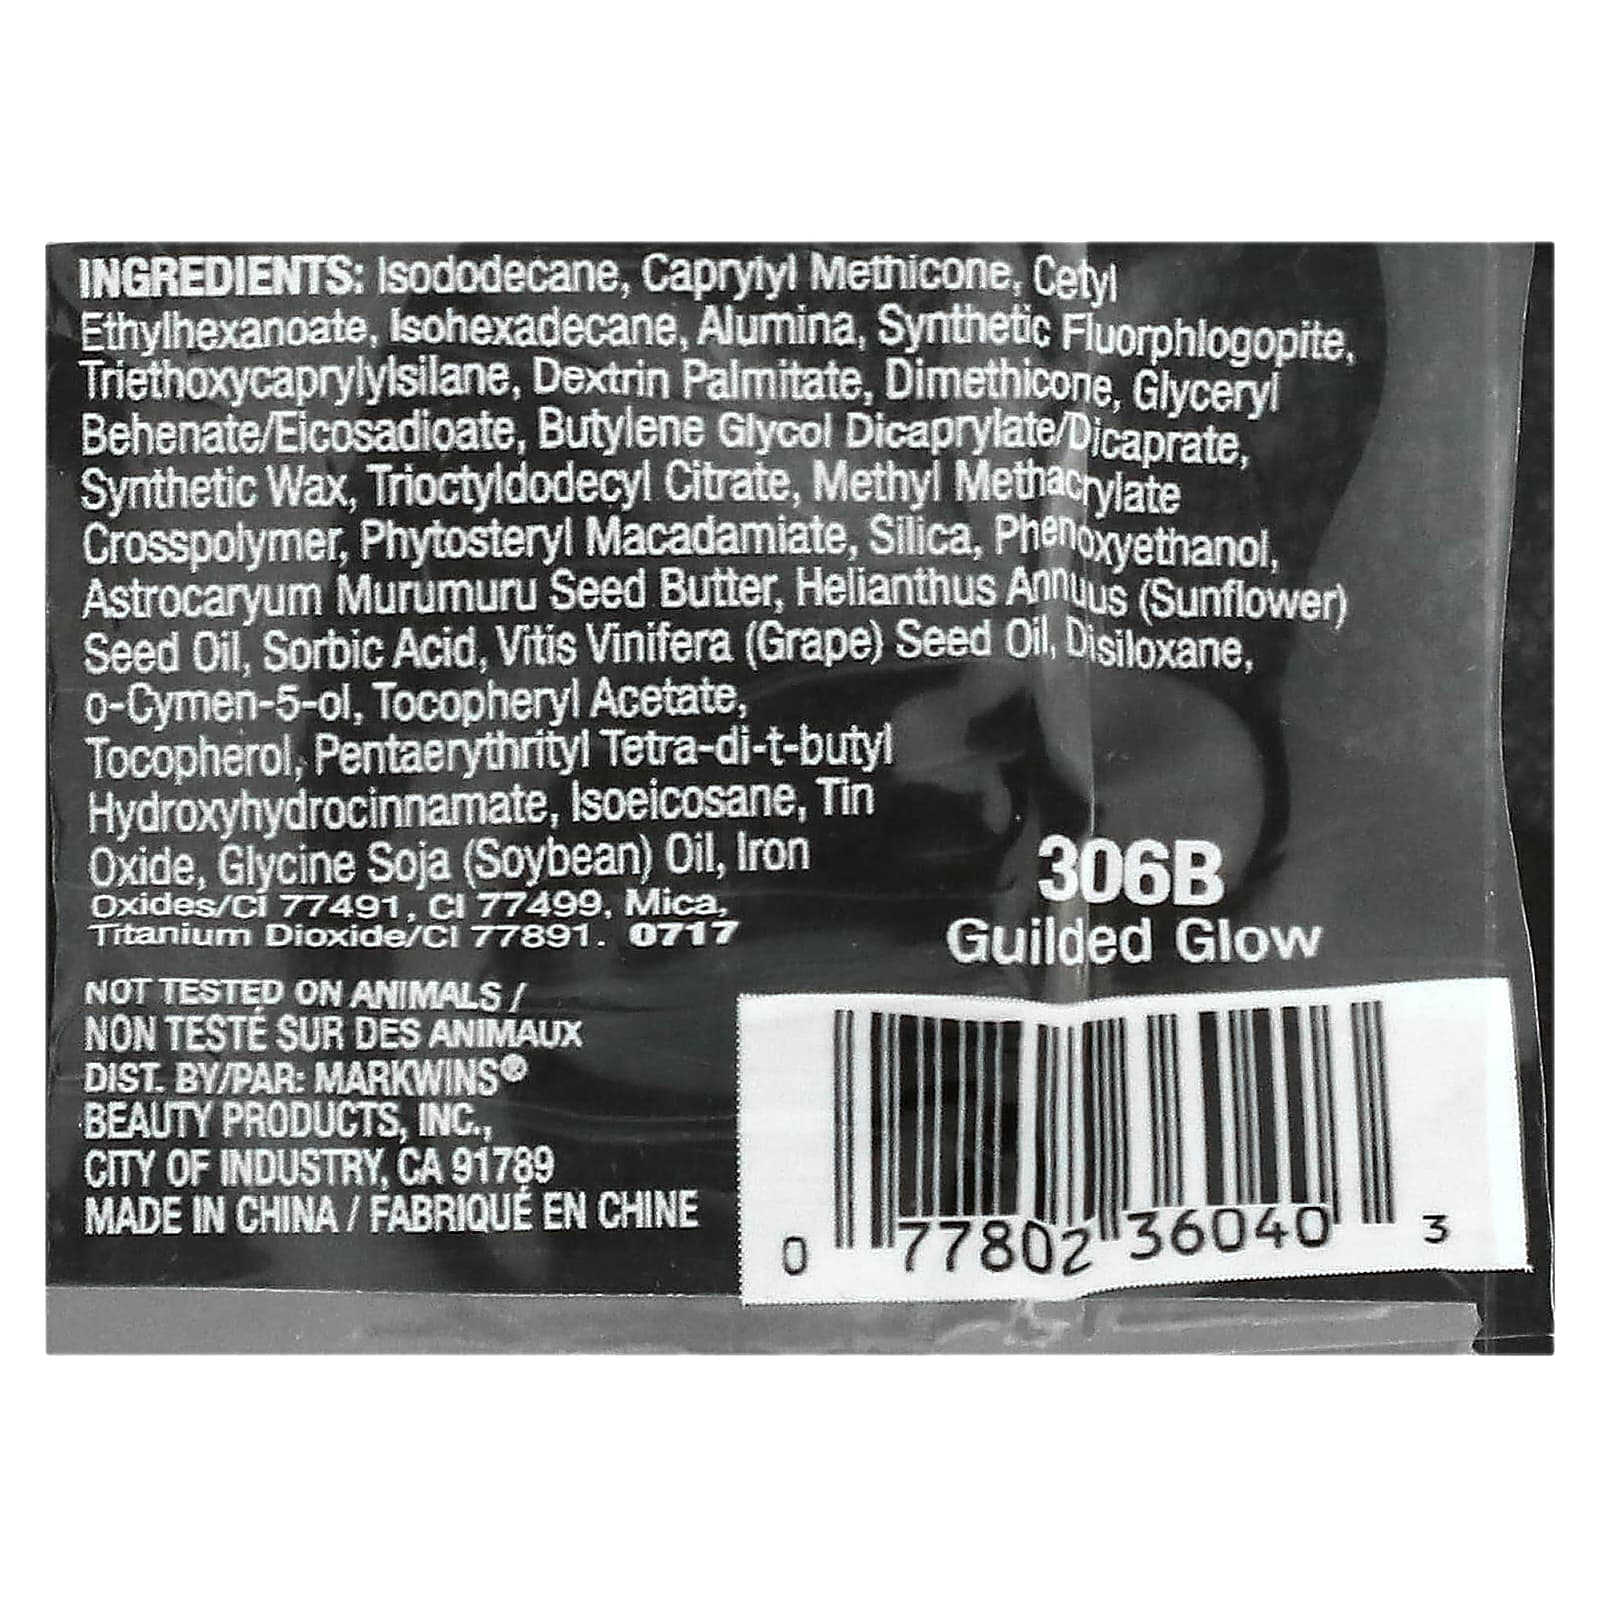 INGREDIENTS: Isododecane, Caprylyl Methicone, Cetyl
Ethylhexanoate, Isohexadecane, Alumina, Synthetic Fluorphlogopite,
Triethoxycaprylylsilane, Dextrin Palmitate, Dimethicone, Glyceryl
Behenate/Eicosadioate, Butylene Glycol Dicaprylate/Dicaprate,
Synthetic Wax, Trioctyldodecyl Citrate, Methyl Methacrylate
Crosspolymer, Phytosteryl Macadamiate, Silica, Phenoxyethanol,
Astrocaryum Murumuru Seed Butter, Helianthus Annuus (Sunflower)
Seed Oil, Sorbic Acid, Vitis Vinifera (Grape) Seed Oil, Disiloxane,
o-Cymen-5-ol, Tocopheryl Acetate,
Tocopherol, Pentaerythrityl Tetra-di-t-butyl
Hydroxyhydrocinnamate, Isoeicosane, Tin
Oxide, Glycine Soja (Soybean) Oil, Iron
Oxides/CI 77491, CI 77499, Mica,
Titanium Dioxide/CI 77891. 0717
NOT TESTED ON ANIMALS /
NON TESTÉ SUR DES ANIMAUX
DIST. BY/PAR: MARKWINS®
BEAUTY PRODUCTS, INC.,
CITY OF INDUSTRY, CA 91789
MADE IN CHINA / FABRIQUÉ EN CHINE
306B
Guilded Glow
0 77802 36040 3